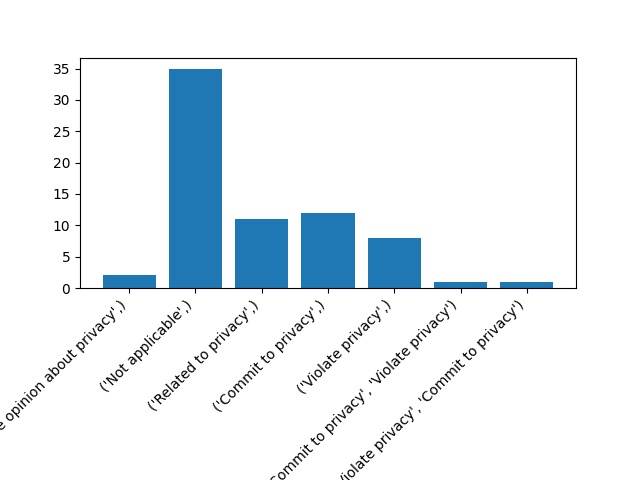 35
30
25
20
15
10
5
0
opinion about privacy',)
('Not applicable',)
('Related to privacy',)
('Commit to privacy',)
('Violate privacy',)
Commit to privacy', 'Violate privacy')
Violate privacy', 'Commit to privacy')